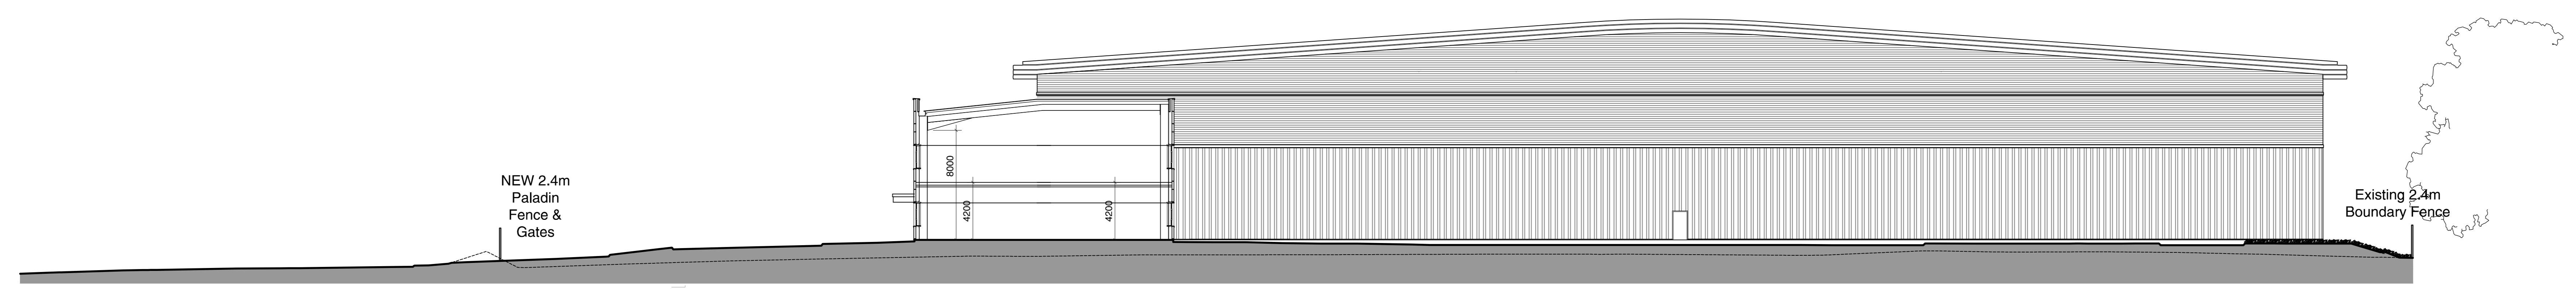 NEW 2.4m
Paladin
Fence &
Gates
8000
4200
4200
Existing 2.4m
Boundary Fence